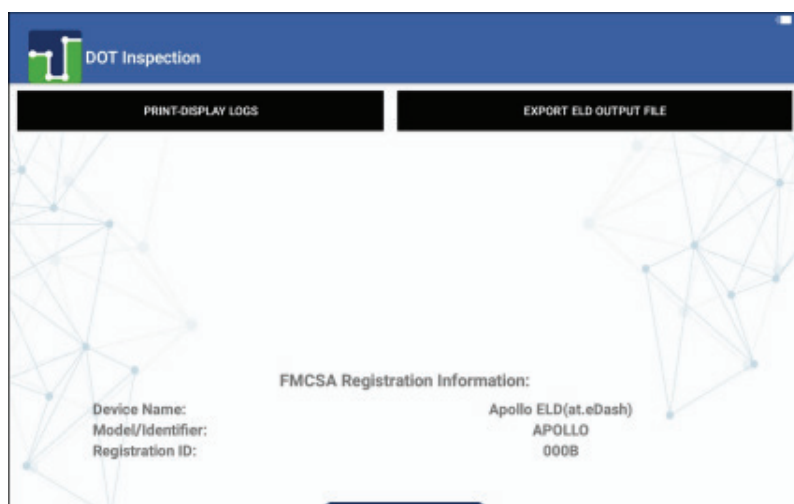 DOT Inspection
PRINT-DISPLAY LOGS EXPORT ELD OUTPUT FILE
FMCSA Registration Information:
Device Name: Apollo ELD(at.eDash)
Model/Identifier: APOLLO
Registration ID: 000B